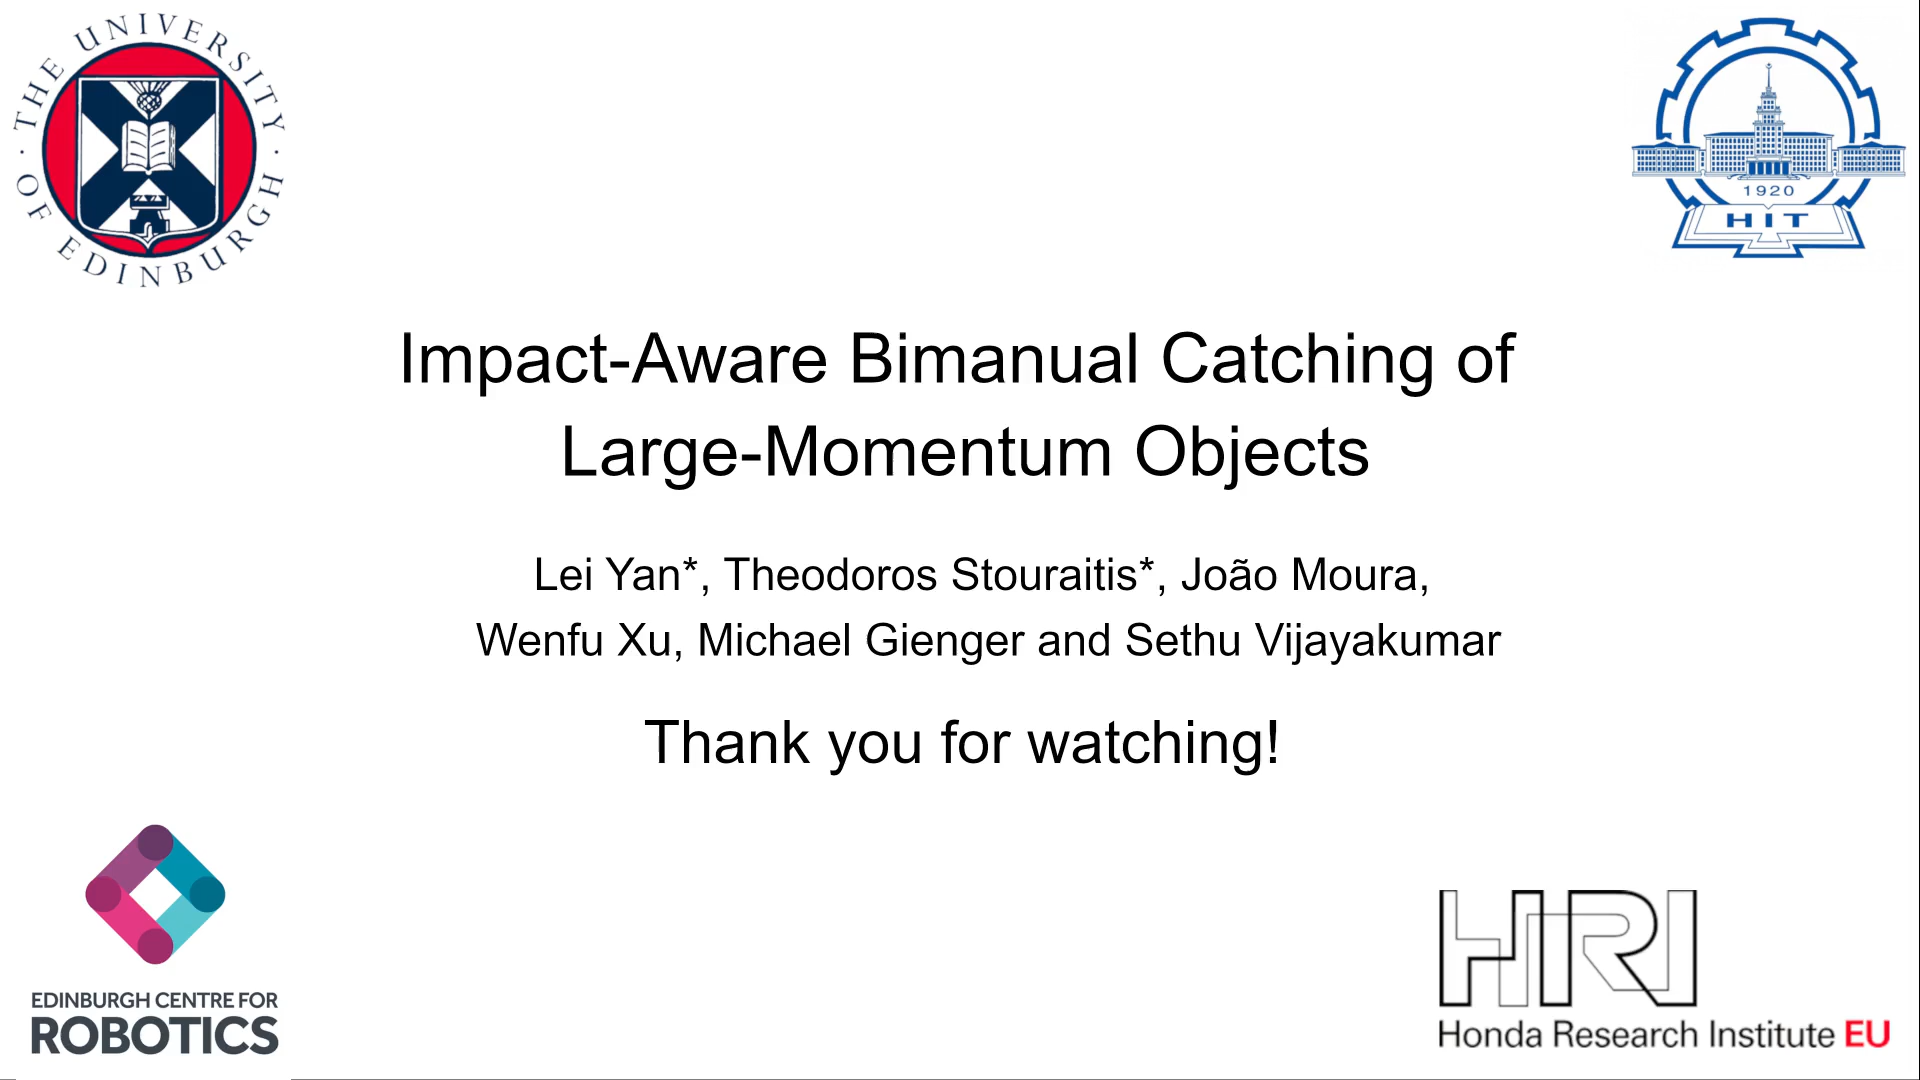 · THE UNIVERSITY ·
OF EDINBURGH
1920
HIT
Impact-Aware Bimanual Catching of
Large-Momentum Objects
Lei Yan*, Theodoros Stouraitis*, João Moura,
Wenfu Xu, Michael Gienger and Sethu Vijayakumar
Thank you for watching!
EDINBURGH CENTRE FOR
ROBOTICS
HRI
Honda Research Institute EU